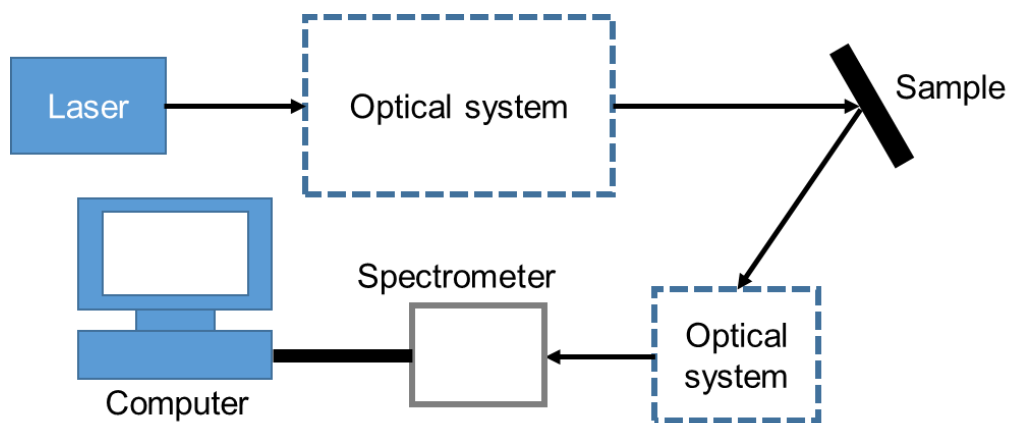 Laser
Optical system
Sample
Spectrometer
Optical
system
Computer